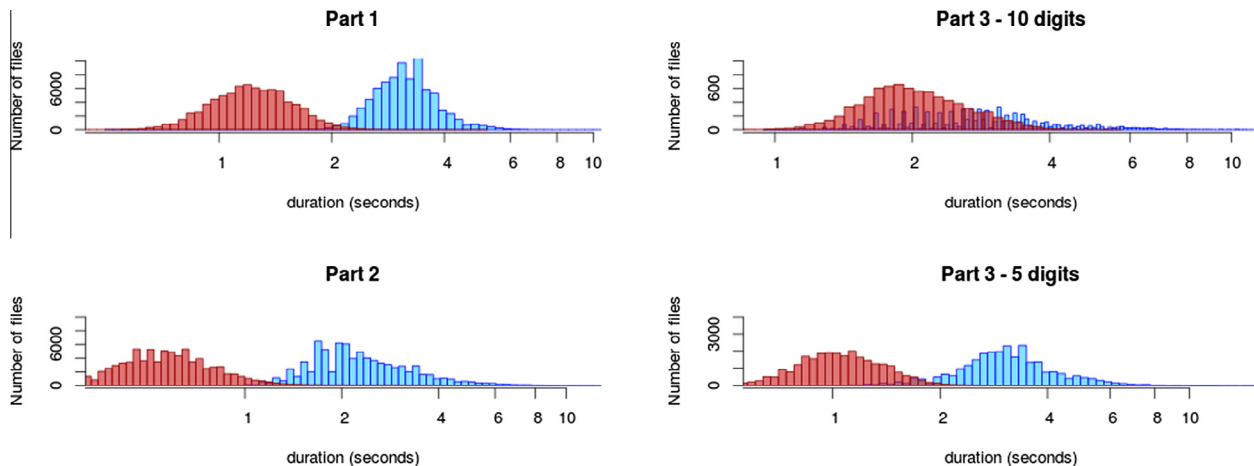 Part 1
Number of files
6000
0
1 2 4 6 8 10
duration (seconds)
Part 3 - 10 digits
Number of files
600
0
1 2 4 6 8 10
duration (seconds)
Part 2
Number of files
6000
0
1 2 4 6 8 10
duration (seconds)
Part 3 - 5 digits
Number of files
3000
0
1 2 4 6 8 10
duration (seconds)